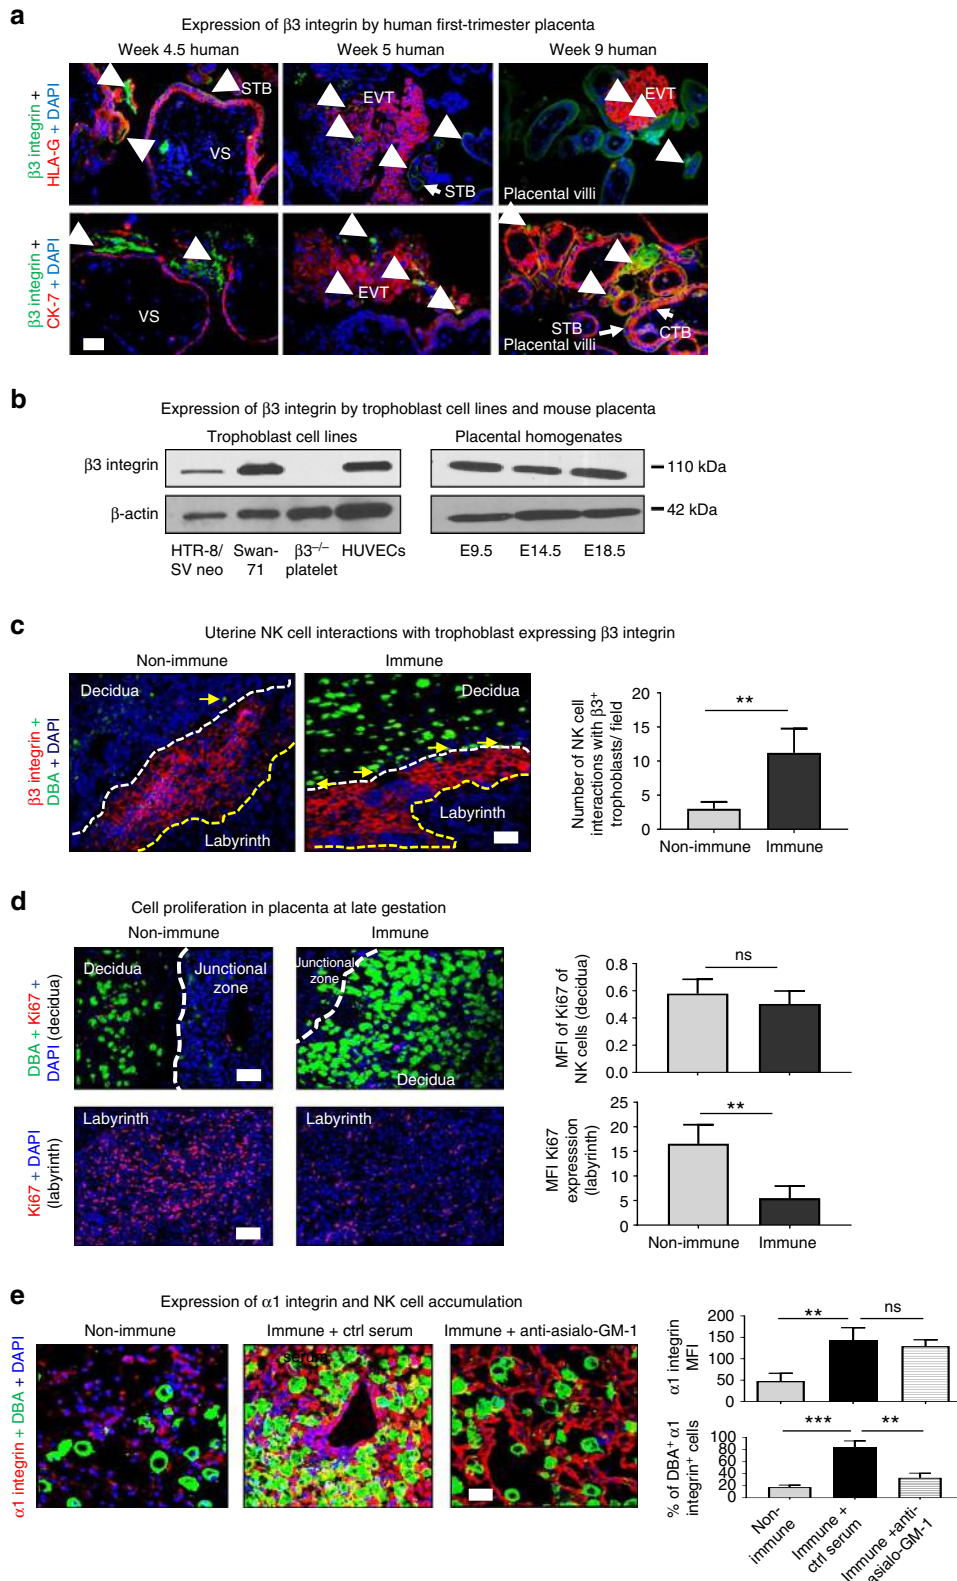 a
Expression of β3 integrin by human first-trimester placenta
Week 4.5 human
Week 5 human
Week 9 human
β3 integrin +
HLA-G + DAPI
STB
VS
EVT
STB
EVT
Placental villi
β3 integrin +
CK-7 + DAPI
VS
EVT
STB
CTB
Placental villi
b
Expression of β3 integrin by trophoblast cell lines and mouse placenta
Trophoblast cell lines
Placental homogenates
β3 integrin
110 kDa
β-actin
42 kDa
HTR-8/
SV neo
Swan-
71
β3–/–
platelet
HUVECs
E9.5
E14.5
E18.5
c
Uterine NK cell interactions with trophoblast expressing β3 integrin
Non-immune
Immune
β3 integrin +
DBA + DAPI
Decidua
Labyrinth
Decidua
Labyrinth
Number of NK cell
interactions with β3+
trophoblasts/ field
20
15
10
5
0
**
Non-immune
Immune
d
Cell proliferation in placenta at late gestation
Non-immune
Immune
DBA + Ki67 +
DAPI (decidua)
Decidua
Junctional
zone
Junctional
zone
Decidua
MFI of Ki67 of
NK cells (decidua)
0.8
0.6
0.4
0.2
0.0
ns
Ki67 + DAPI
(labyrinth)
Labyrinth
Labyrinth
MFI Ki67
expresssion
(labyrinth)
25
20
15
10
5
0
**
Non-immune
Immune
e
Expression of α1 integrin and NK cell accumulation
Non-immune
Immune + ctrl serum
Immune + anti-asialo-GM-1
serum
α1 integrin + DBA + DAPI
α1 integrin
MFI
200
150
100
50
0
**
ns
% of DBA+ α1
integrin+ cells
100
80
60
40
20
0
***
**
Non-
immune
Immune +
ctrl serum
Immune +anti-
asialo-GM-1